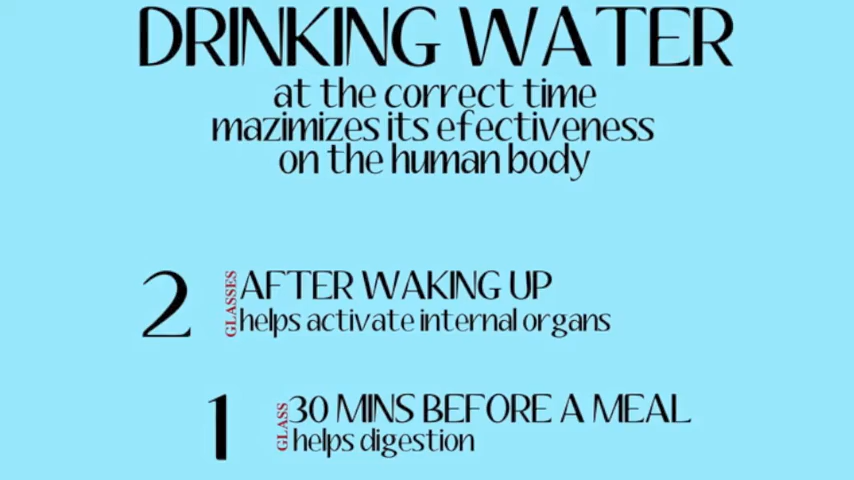 DRINKING WATER
at the correct time
mazimizes its efectiveness
on the human body
2 GLASSES AFTER WAKING UP
helps activate internal organs
1 GLASS 30 MINS BEFORE A MEAL
helps digestion